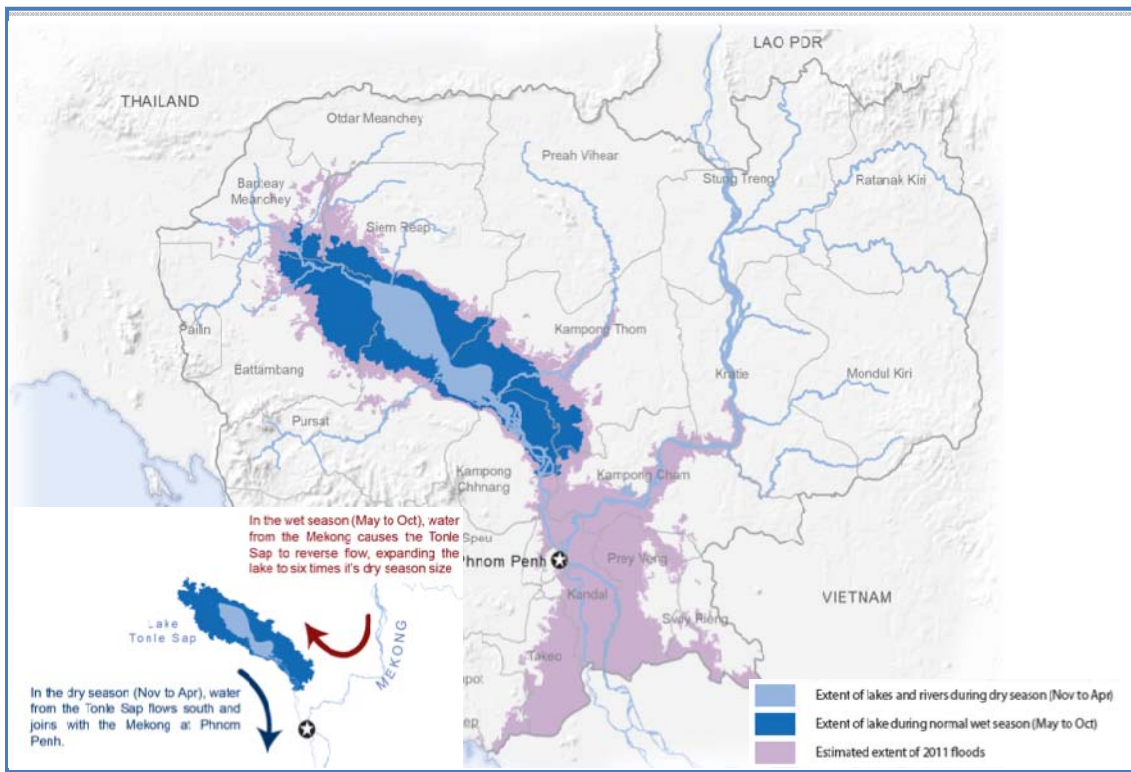 LAO PDR
THAILAND
Otdar Meanchey
Preah Vihear
Stung Treng
Ratanak Kiri
Banteay
Meanchey
Siem Reap
Pailin
Kampong Thom
Battambang
Kratie
Mondul Kiri
Pursat
Kampong
Chhnang
Kampong Cham
In the wet season (May to Oct), water
from the Mekong causes the Tonle
Sap to reverse flow, expanding the
lake to six times it's dry season size
Speu
Phnom Penh
Prey Veng
Kandal
VIETNAM
Svay Rieng
Lake
Tonle Sap
MEKONG
Takeo
In the dry season (Nov to Apr), water
from the Tonle Sap flows south and
joins with the Mekong at Phnom
Penh.
Extent of lakes and rivers during dry season (Nov to Apr)
Extent of lake during normal wet season (May to Oct)
Estimated extent of 2011 floods